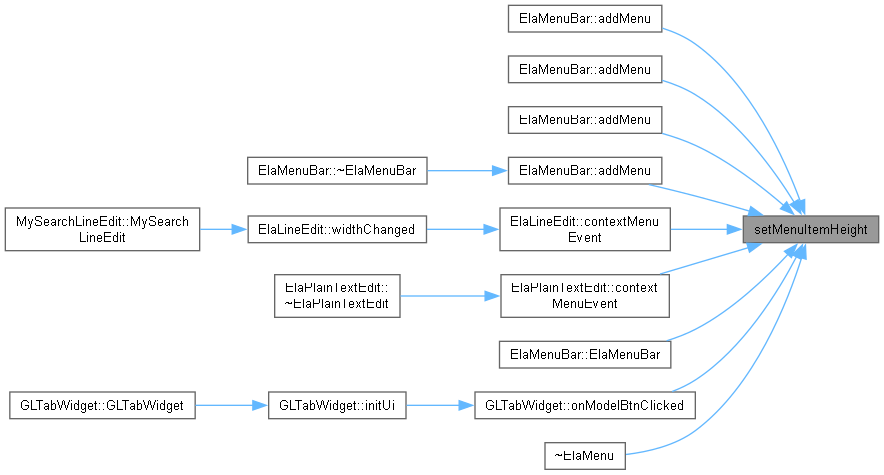 ElaMenuBar::addMenu
ElaMenuBar::addMenu
ElaMenuBar::addMenu
ElaMenuBar::~ElaMenuBar
ElaMenuBar::addMenu
MySearchLineEdit::MySearch
LineEdit
ElaLineEdit::widthChanged
ElaLineEdit::contextMenu
Event
setMenuItemHeight
ElaPlainTextEdit::
~ElaPlainTextEdit
ElaPlainTextEdit::context
MenuEvent
ElaMenuBar::ElaMenuBar
GLTabWidget::GLTabWidget
GLTabWidget::initUi
GLTabWidget::onModelBtnClicked
~ElaMenu